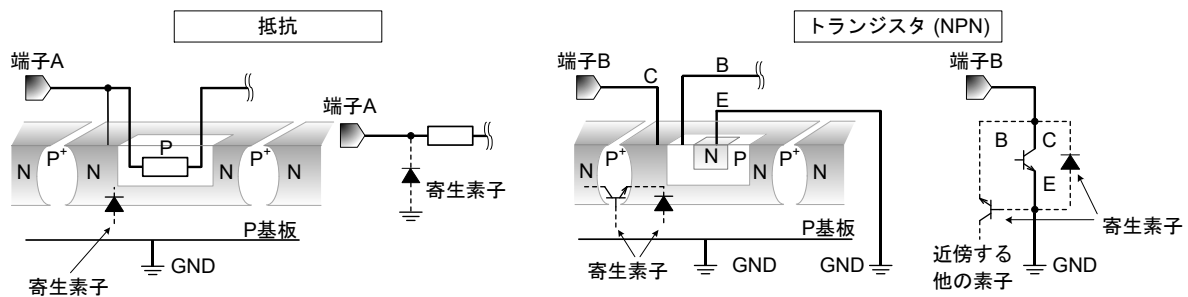 抵抗
端子A
P+
N
N
P
N
P+
N
P基板
GND
寄生素子
端子A
寄生素子
トランジスタ (NPN)
端子B
C
B
E
N
P+
N
P
N
P+
N
P基板
寄生素子
GND
GND
端子B
B
C
E
寄生素子
近傍する
他の素子
GND